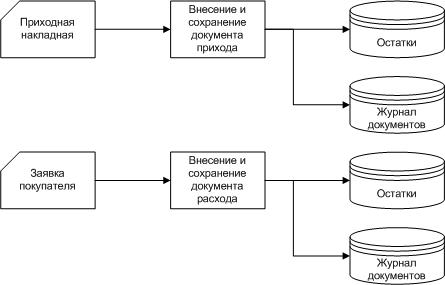 Приходная
накладная
Внесение и
сохранение
документа
прихода
Остатки
Журнал
документов
Заявка
покупателя
Внесение и
сохранение
документа
расхода
Остатки
Журнал
документов